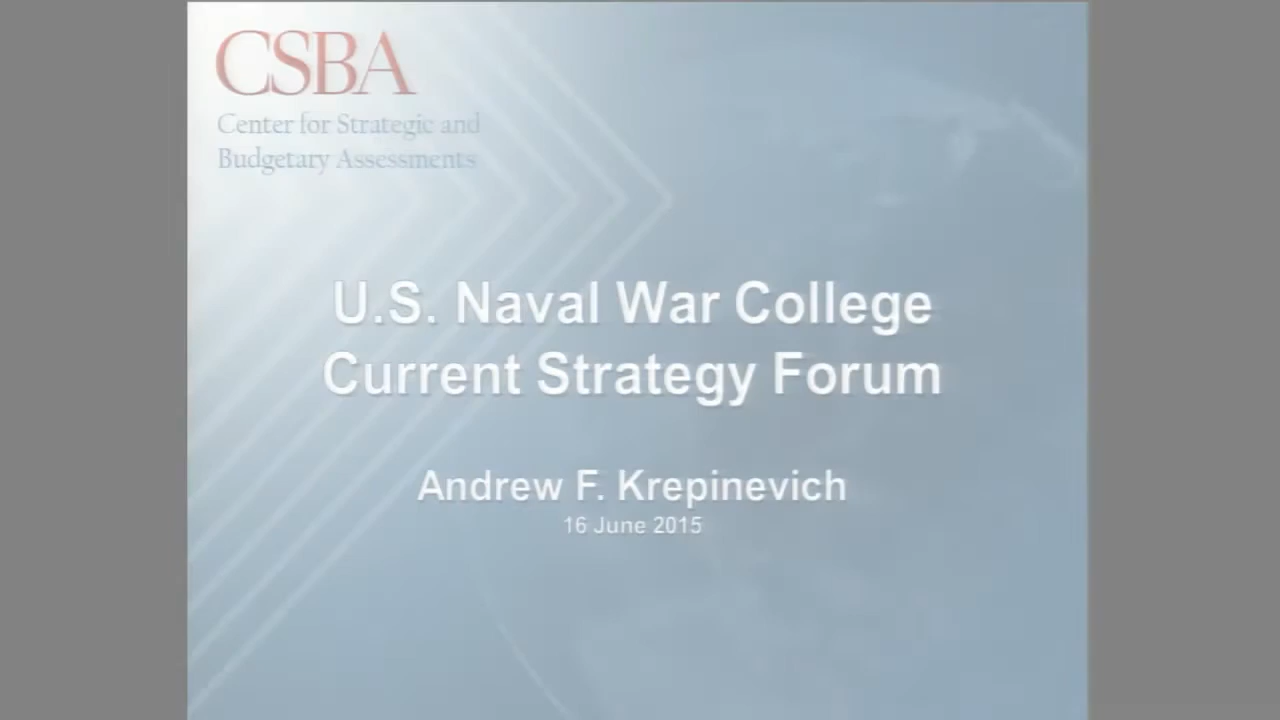 CSBA
Center for Strategic and
Budgetary Assessments
U.S. Naval War College
Current Strategy Forum
Andrew F. Krepinevich
16 June 2015